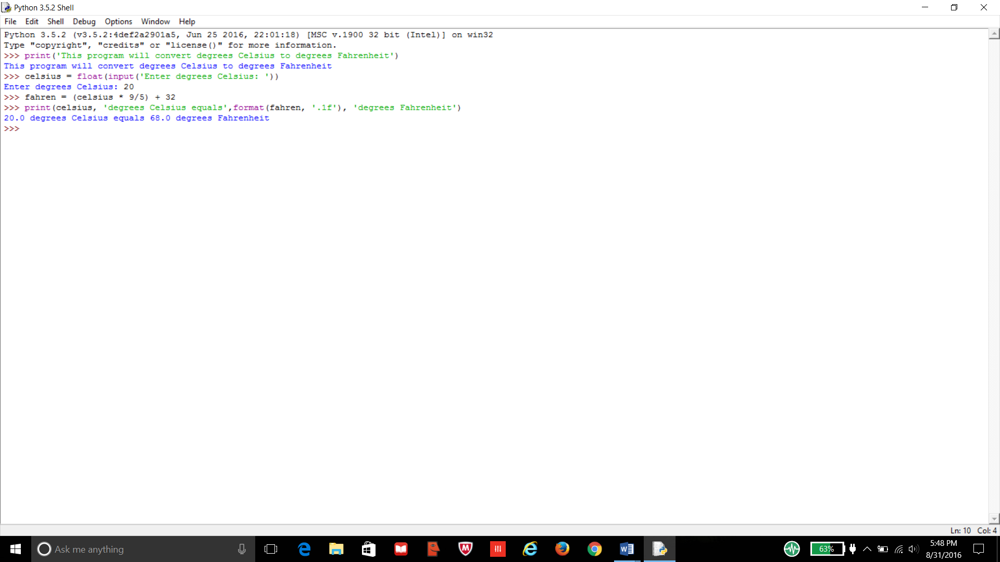 Python 3.5.2 Shell
File Edit Shell Debug Options Window Help
Python 3.5.2 (v3.5.2:4def2a2901a5, Jun 25 2016, 22:01:18) [MSC v.1900 32 bit (Intel)] on win32
Type "copyright", "credits" or "license()" for more information.
>>> print('This program will convert degrees Celsius to degrees Fahrenheit')
This program will convert degrees Celsius to degrees Fahrenheit
>>> celsius = float(input('Enter degrees Celsius: '))
Enter degrees Celsius: 20
>>> fahren = (celsius * 9/5) + 32
>>> print(celsius, 'degrees Celsius equals',format(fahren, '.1f'), 'degrees Fahrenheit')
20.0 degrees Celsius equals 68.0 degrees Fahrenheit
>>>
Ln: 10 Col: 4
Ask me anything
63%
5:48 PM
8/31/2016